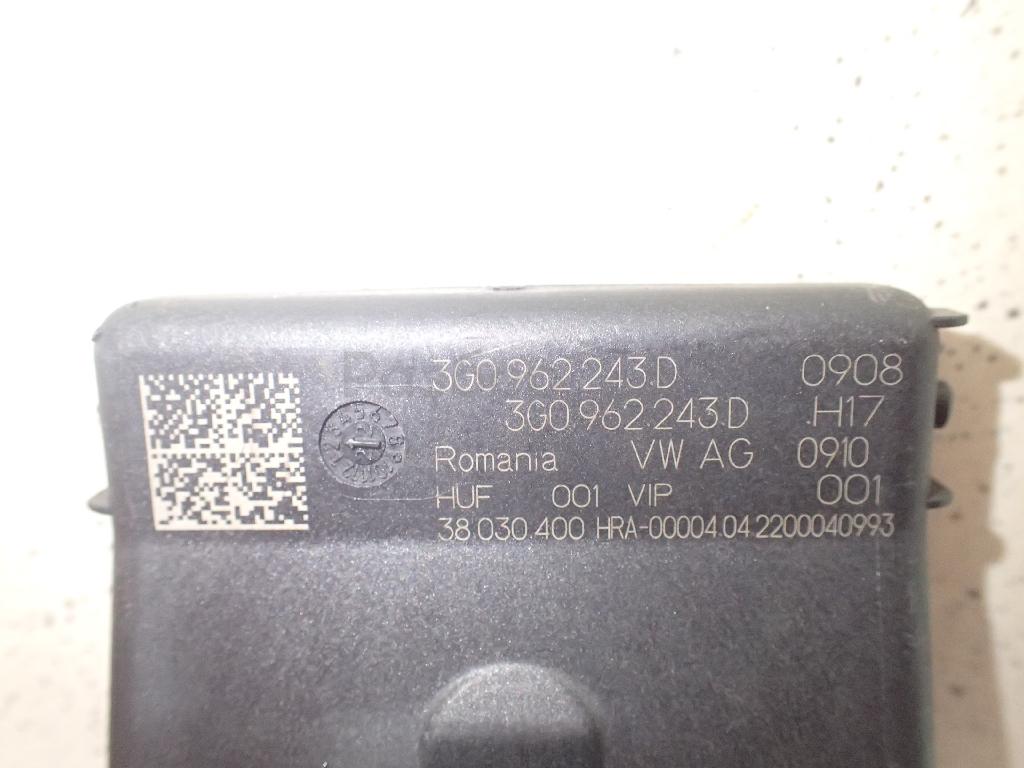 3G0 962 243.D 0908
3G0 962 243 D .H17
Romania VW AG 0910
HUF 001 VIP 001
38.030.400 HRA-00004.04 2200040993